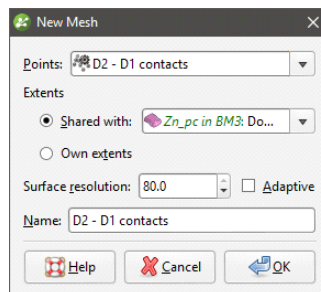 New Mesh
Points: D2 - D1 contacts
Extents
Shared with: Zn_pc in BM3: Do...
Own extents
Surface resolution: 80.0 Adaptive
Name: D2 - D1 contacts
Help Cancel OK